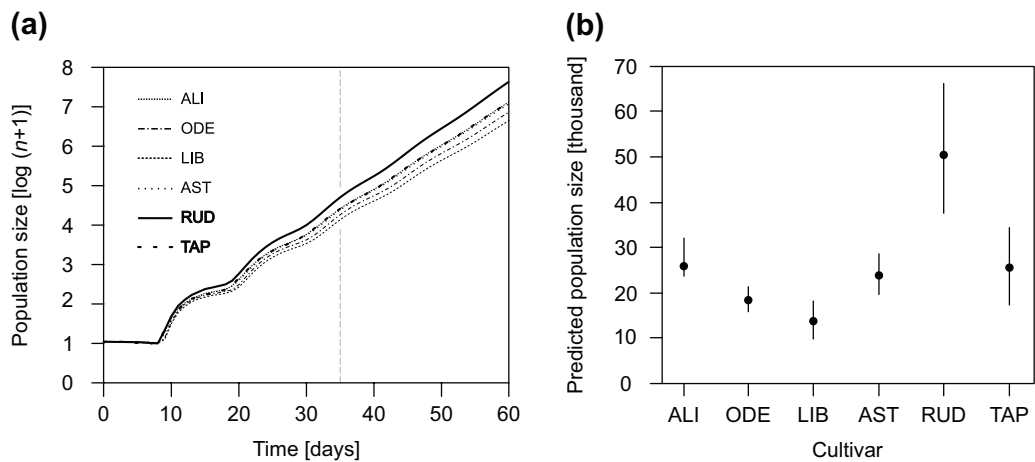 (a)
Population size [log (n+1)]
8
7
6
5
4
3
2
1
0
ALI
ODE
LIB
AST
RUD
TAP
0 10 20 30 40 50 60
Time [days]
(b)
Predicted population size [thousand]
70
60
50
40
30
20
10
0
ALI ODE LIB AST RUD TAP
Cultivar